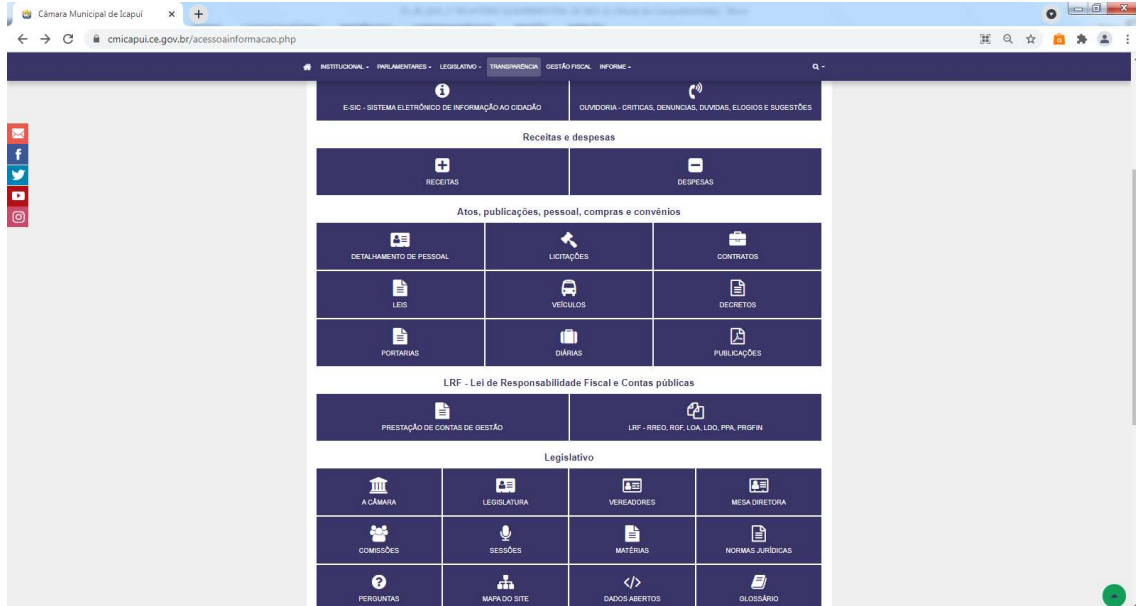 Câmara Municipal de Icapuí
cmicapui.ce.gov.br/acessoinformacao.php
INSTITUCIONAL PARLAMENTARES LEGISLATIVO TRANSPARÊNCIA GESTÃO FISCAL INFORME
E-SIC - SISTEMA ELETRÔNICO DE INFORMAÇÃO AO CIDADÃO OUVIDORIA - CRITICAS, DENUNCIAS, DUVIDAS, ELOGIOS E SUGESTÕES
Receitas e despesas
RECEITAS DESPESAS
Atos, publicações, pessoal, compras e convênios
DETALHAMENTO DE PESSOAL LICITAÇÕES CONTRATOS
LEIS VEÍCULOS DECRETOS
PORTARIAS DIÁRIAS PUBLICAÇÕES
LRF - Lei de Responsabilidade Fiscal e Contas públicas
PRESTAÇÃO DE CONTAS DE GESTÃO LRF - RREO, RGF, LOA, LDO, PPA, PRGFIN
Legislativo
A CÂMARA LEGISLATURA VEREADORES MESA DIRETORA
COMISSÕES SESSÕES MATÉRIAS NORMAS JURÍDICAS
PERGUNTAS MAPA DO SITE DADOS ABERTOS GLOSSÁRIO